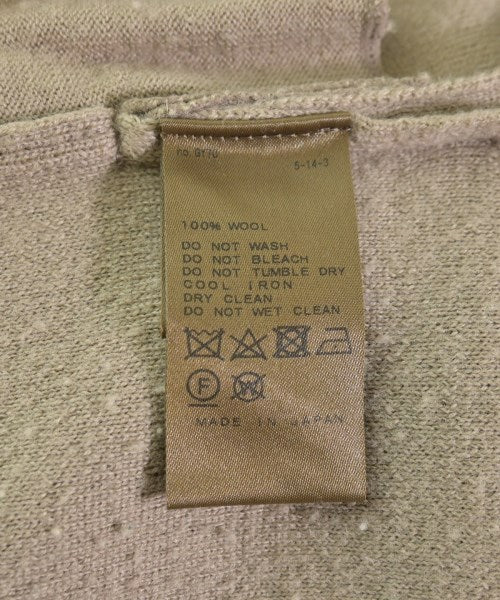 5-14-3
100% WOOL
DO NOT WASH
DO NOT BLEACH
DO NOT TUMBLE DRY
COOL IRON
DRY CLEAN
DO NOT WET CLEAN
F W
MADE IN JAPAN